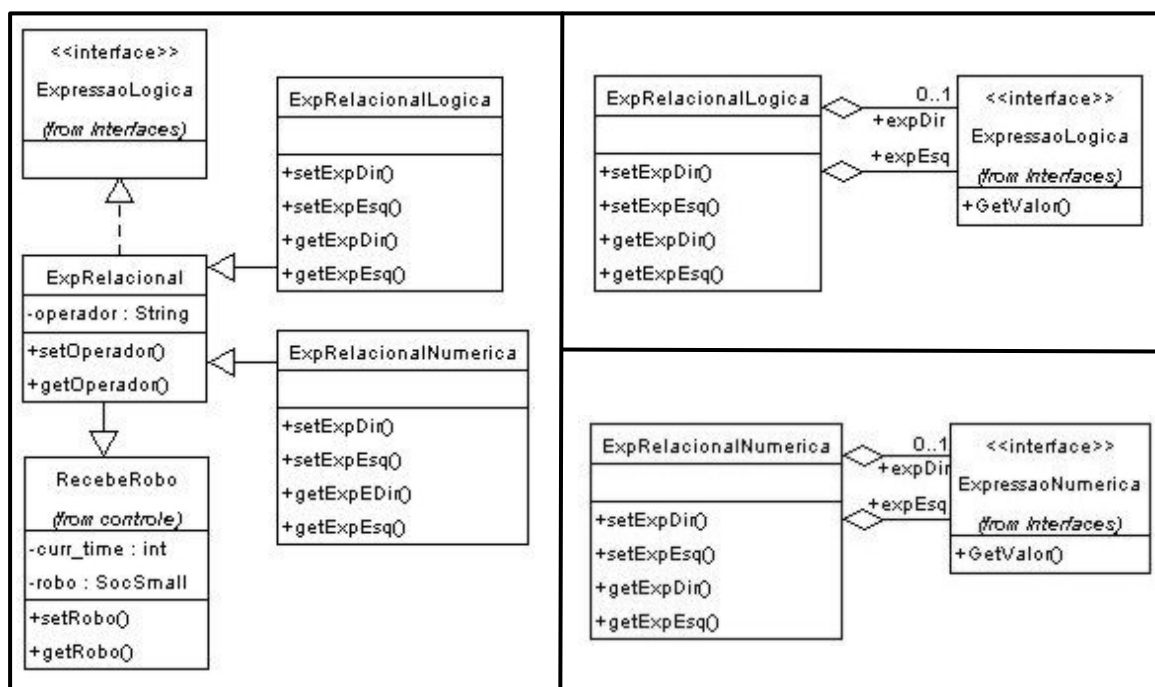 <<interface>>
ExpressaoLogica
(from Interfaces)
ExpRelacional
-operador : String
+setOperador()
+getOperador()
RecebeRobo
(from controle)
-curr_time : int
-robo : SocSmall
+setRobo()
+getRobo()
ExpRelacionalLogica
+setExpDir()
+setExpEsq()
+getExpDir()
+getExpEsq()
ExpRelacionalNumerica
+setExpDir()
+setExpEsq()
+getExpEDir()
+getExpEsq()
ExpRelacionalLogica
+setExpDir()
+setExpEsq()
+getExpDir()
+getExpEsq()
0..1
+expDir
+expEsq
<<interface>>
ExpressaoLogica
(from Interfaces)
+GetValor()
ExpRelacionalNumerica
+setExpDir()
+setExpEsq()
+getExpDir()
+getExpEsq()
0..1
+expDir
+expEsq
<<interface>>
ExpressaoNumerica
(from Interfaces)
+GetValor()